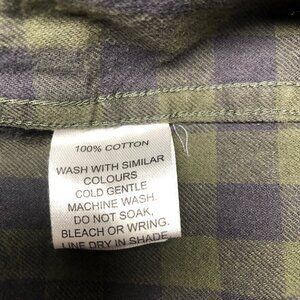 100% COTTON
WASH WITH SIMILAR
COLOURS
COLD GENTLE
MACHINE WASH.
DO NOT SOAK,
BLEACH OR WRING.
LINE DRY IN SHADE